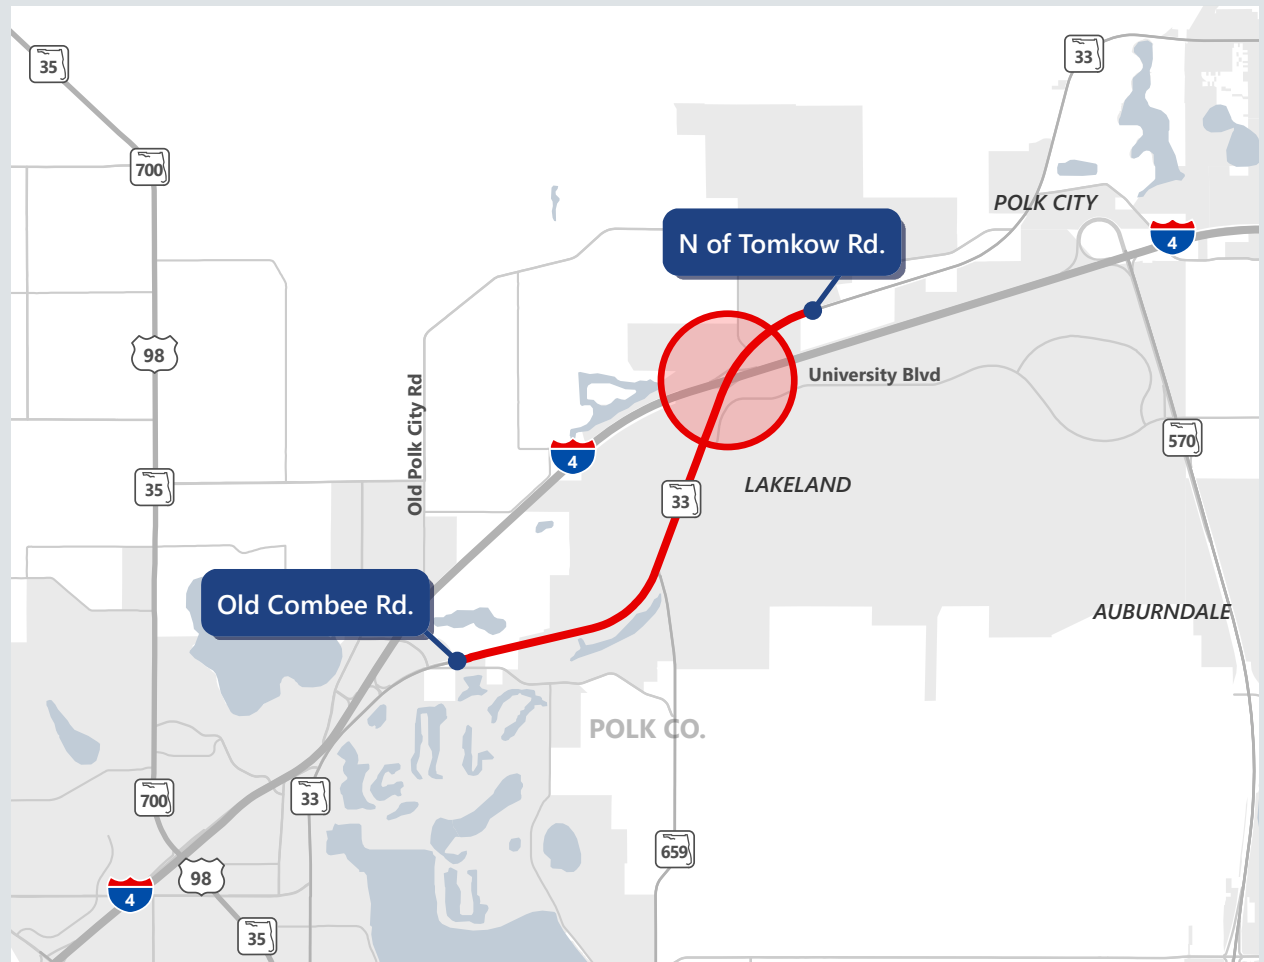 35
33
700
POLK CITY
N of Tomkow Rd.
4
98
University Blvd
Old Polk City Rd
570
4
35
LAKELAND
33
Old Combee Rd.
AUBURNDALE
POLK CO.
700
33
659
98
4
35